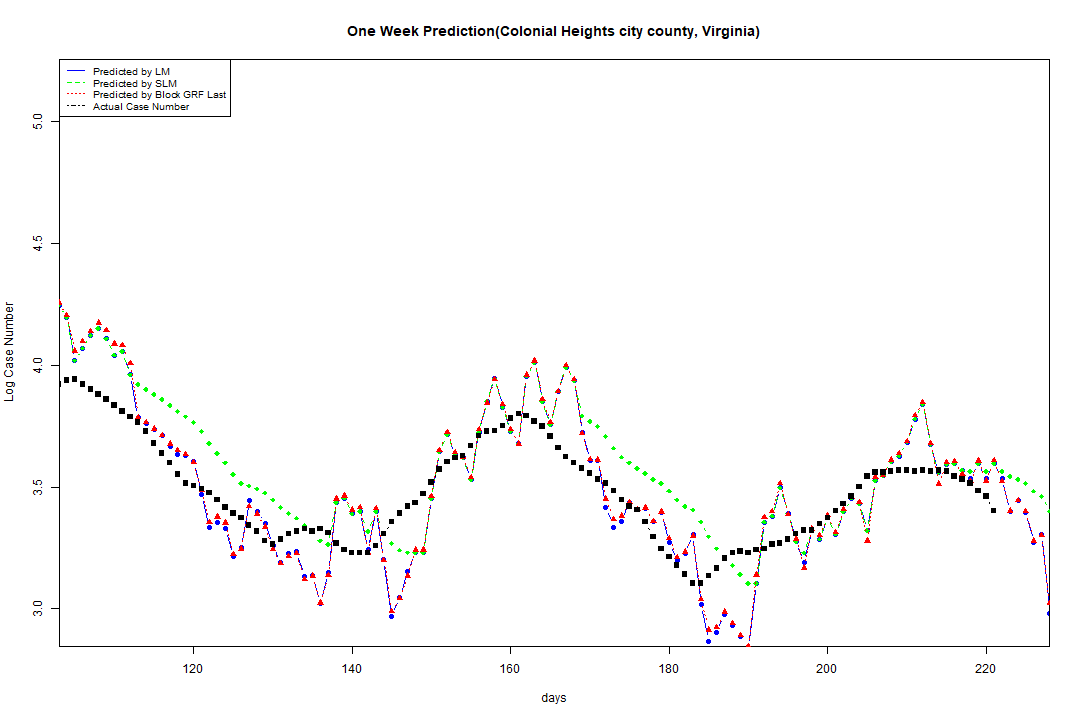 One Week Prediction(Colonial Heights city county, Virginia)
Predicted by LM
Predicted by SLM
Predicted by Block GRF Last
Actual Case Number
5.0
4.5
4.0
3.5
3.0
Log Case Number
120 140 160 180 200 220
days